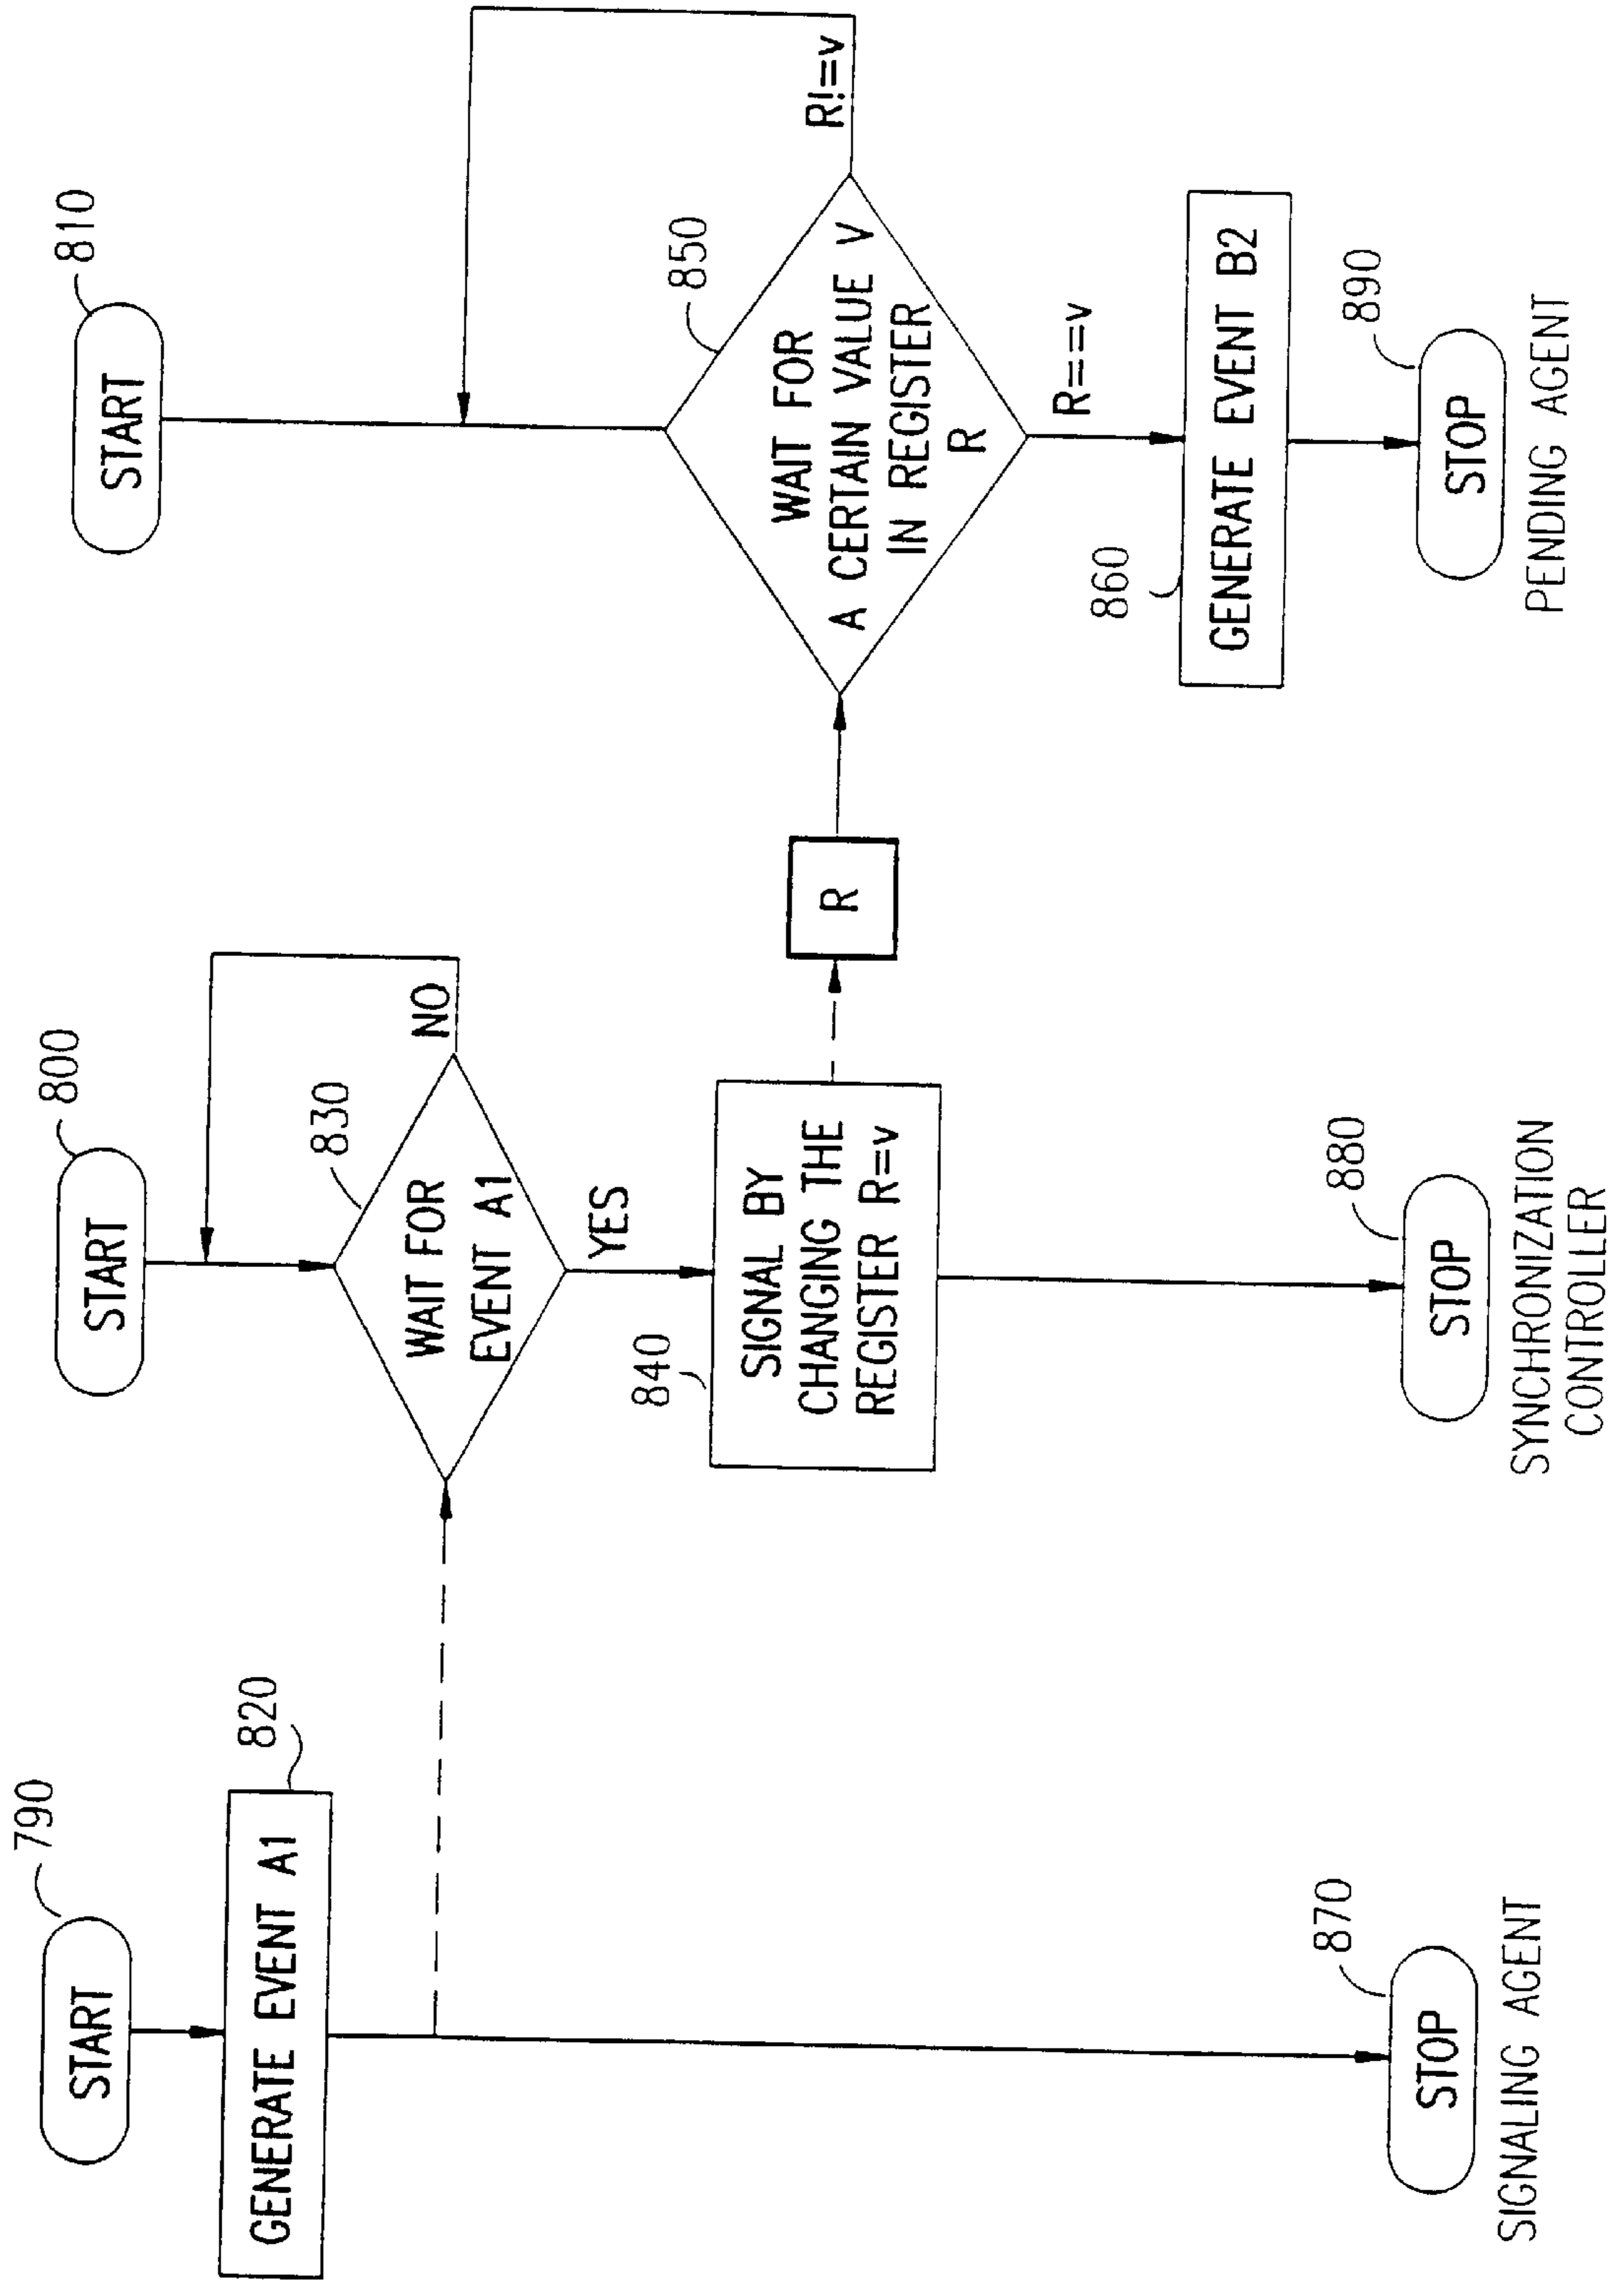 790
START
GENERATE EVENT A1
820
870
STOP
SIGNALING AGENT
800
START
830
WAIT FOR
EVENT A1
NO
YES
840
SIGNAL BY
CHANGING THE
REGISTER R=v
R
880
STOP
SYNCHRONIZATION
CONTROLLER
810
START
850
WAIT FOR
A CERTAIN VALUE V
IN REGISTER
R
R!=v
R==v
860
GENERATE EVENT B2
890
STOP
PENDING AGENT